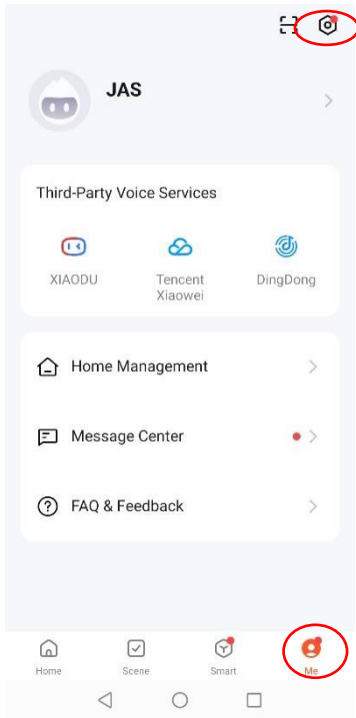 JAS
Third-Party Voice Services
XIAODU
Tencent
Xiaowei
DingDong
Home Management
Message Center
FAQ & Feedback
Home
Scene
Smart
Me